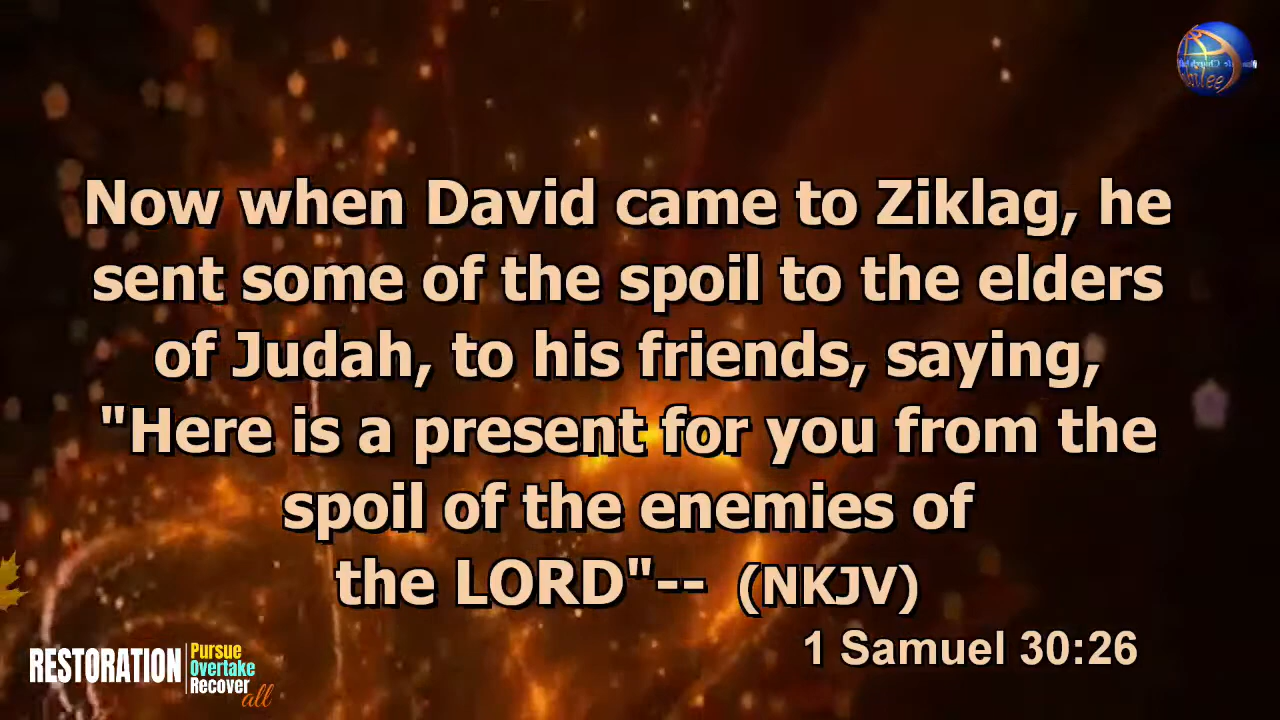 Now when David came to Ziklag, he
sent some of the spoil to the elders
of Judah, to his friends, saying,
"Here is a present for you from the
spoil of the enemies of
the LORD"-- (NKJV)
1 Samuel 30:26
RESTORATION
Pursue
Overtake
Recover
all